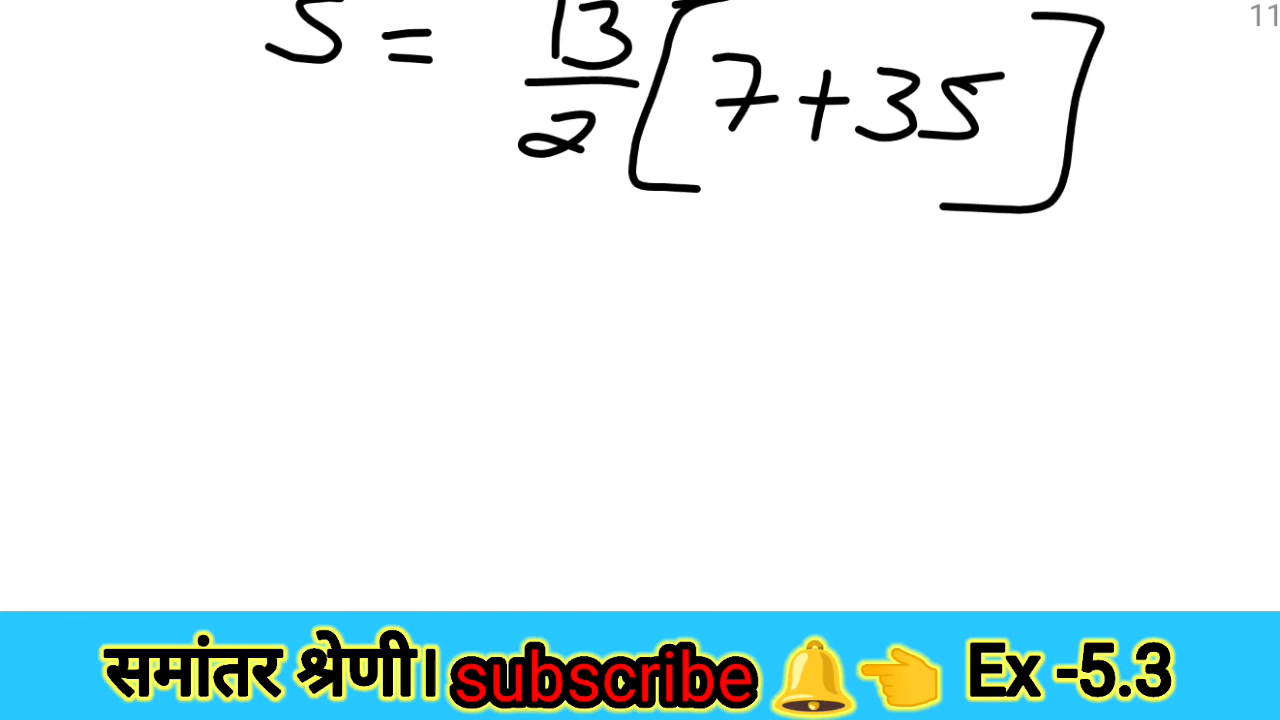 11
S = 13/2 [7+35]
समांतर श्रेणी। subscribe 🔔👈 Ex -5.3